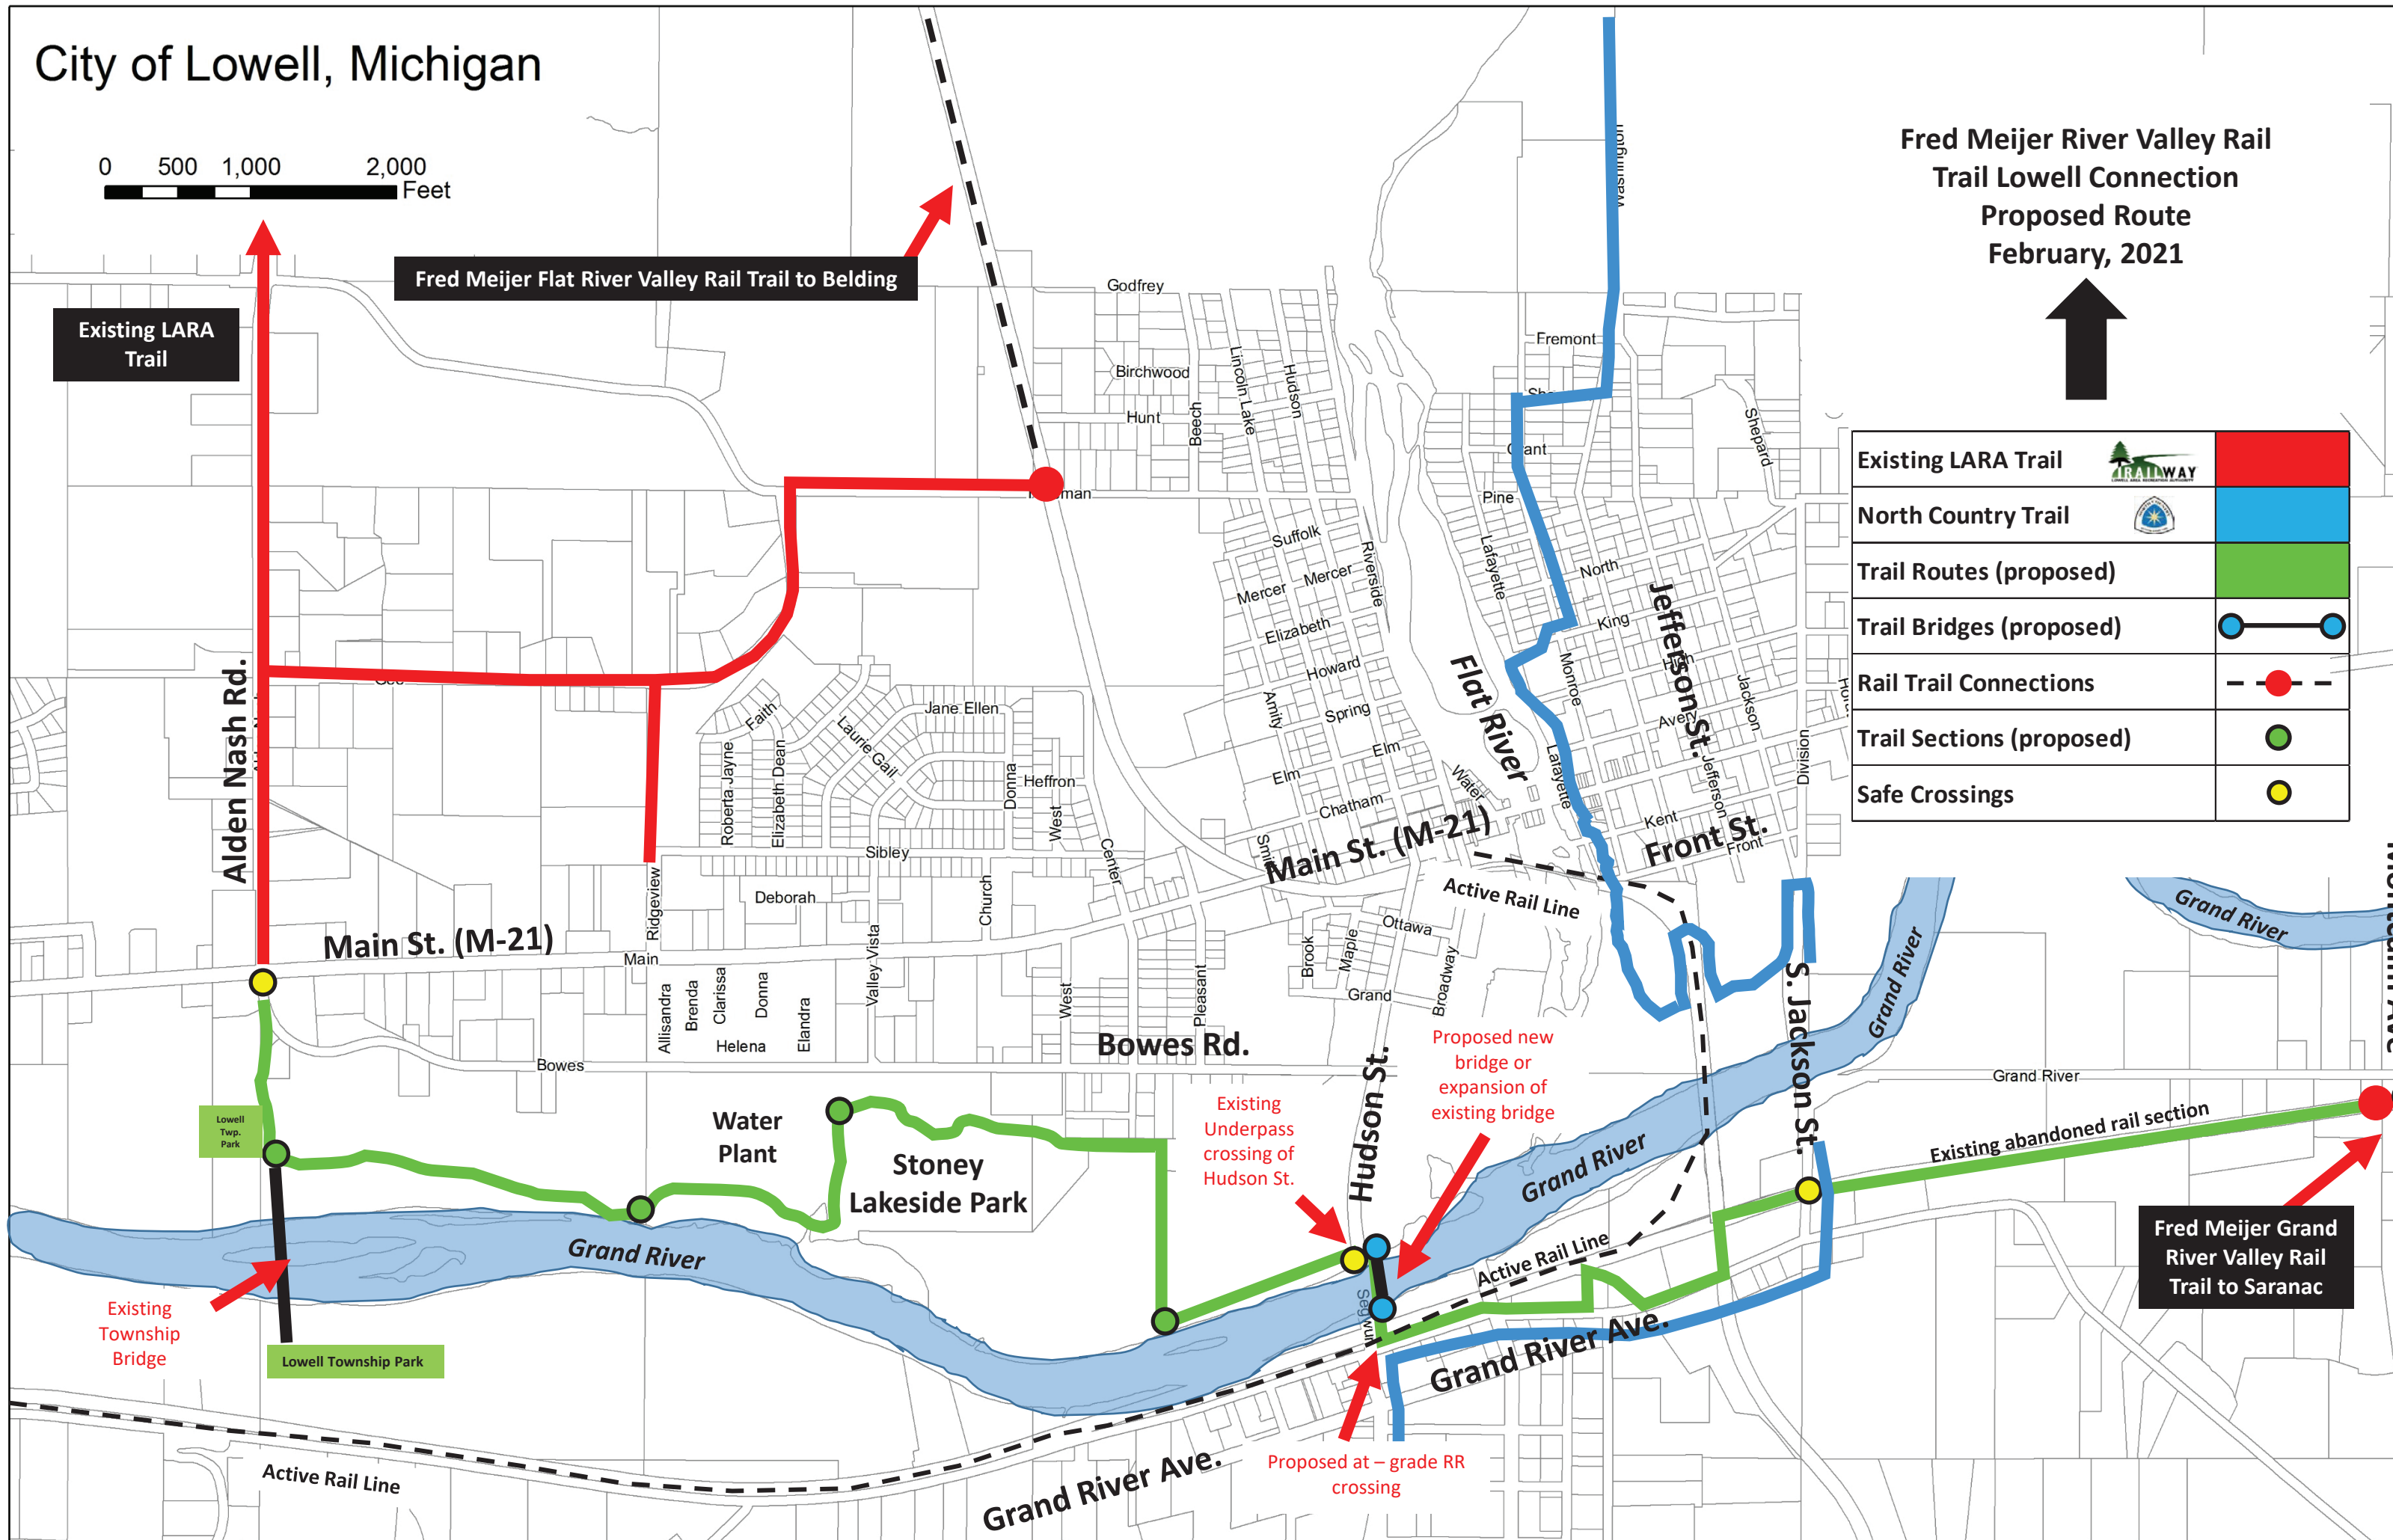 City of Lowell, Michigan
0 500 1,000 2,000
Feet
Fred Meijer River Valley Rail
Trail Lowell Connection
Proposed Route
February, 2021
Existing LARA Trail
TRAILWAY
LOWELL AREA RECREATION AUTHORITY
North Country Trail
Trail Routes (proposed)
Trail Bridges (proposed)
Rail Trail Connections
Trail Sections (proposed)
Safe Crossings
Fred Meijer Flat River Valley Rail Trail to Belding
Existing LARA
Trail
Washington
Godfrey
Fremont
Birchwood
Lincoln Lake
Hudson
Hunt
Beech
Shepard
Pine
Suffolk
Lafayette
Riverside
Mercer
Mercer
North
Elizabeth
King
Jefferson St.
High
Howard
Monroe
Flat River
Jackson
Amity
Spring
Avery
Elm
Elm
Water
Lafayette
Jefferson
Division
Chatham
Kent
Front St.
Front
Main St. (M-21)
Alden Nash Rd.
Faith
Jane Ellen
Laurie Gail
Roberta Jayne
Elizabeth Dean
Donna
Heffron
West
Center
Sibley
Deborah
Church
Ridgeview
Valley Vista
Main St. (M-21)
Main
Active Rail Line
Ottawa
Brook
Maple
Broadway
Grand
Pleasant
West
Allisandra
Brenda
Clarissa
Donna
Elandra
Helena
Bowes
Bowes Rd.
Hudson St.
S. Jackson St.
Grand River
Grand River
Grand River
Proposed new
bridge or
expansion of
existing bridge
Existing
Underpass
crossing of
Hudson St.
Lowell
Twp.
Park
Water
Plant
Stoney
Lakeside Park
Grand River
Grand River
Existing abandoned rail section
Active Rail Line
Fred Meijer Grand
River Valley Rail
Trail to Saranac
Existing
Township
Bridge
Lowell Township Park
Grand River Ave.
Active Rail Line
Grand River Ave.
Proposed at – grade RR
crossing